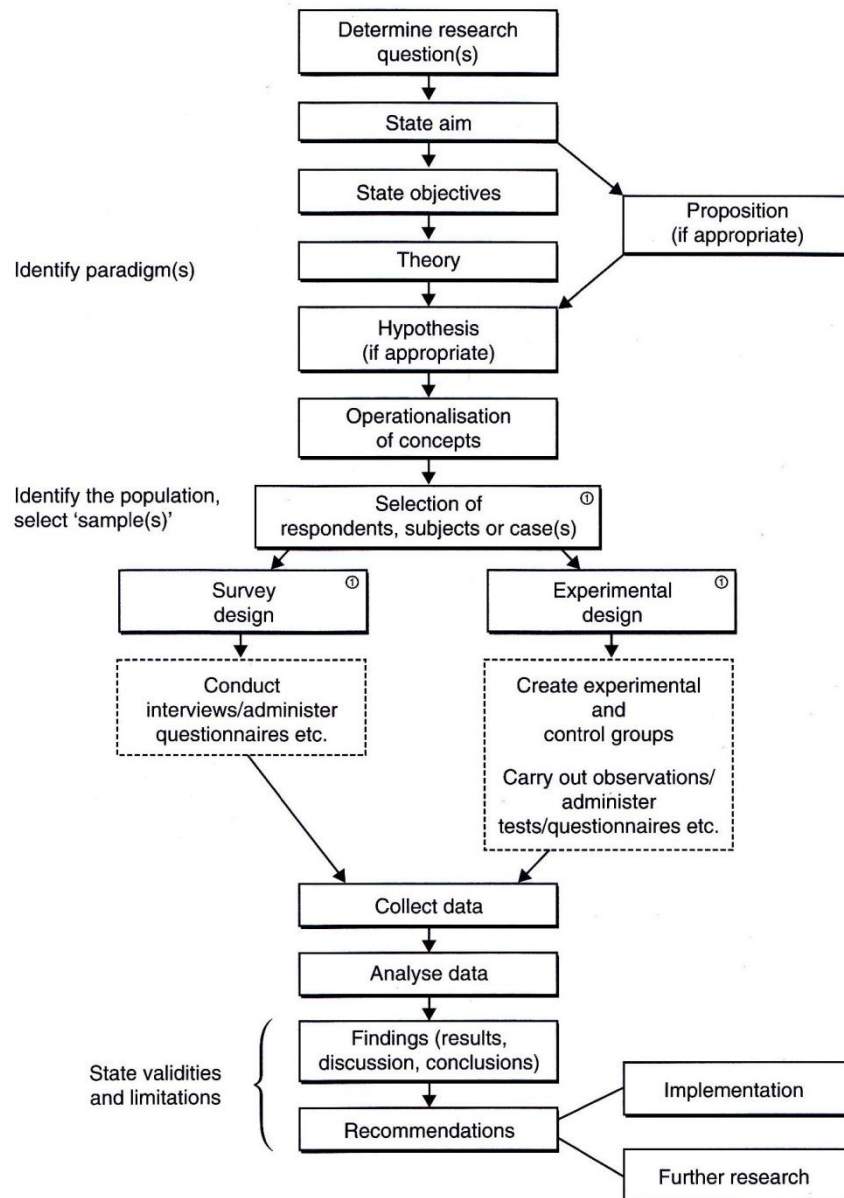 Determine research
question(s)
State aim
State objectives
Proposition
(if appropriate)
Theory
Identify paradigm(s)
Hypothesis
(if appropriate)
Operationalisation
of concepts
Identify the population,
select ‘sample(s)’
Selection of
respondents, subjects or case(s)
①
Survey
design
①
Experimental
design
①
Conduct
interviews/administer
questionnaires etc.
Create experimental
and
control groups
Carry out observations/
administer
tests/questionnaires etc.
Collect data
Analyse data
Findings (results,
discussion, conclusions)
State validities
and limitations
Recommendations
Implementation
Further research